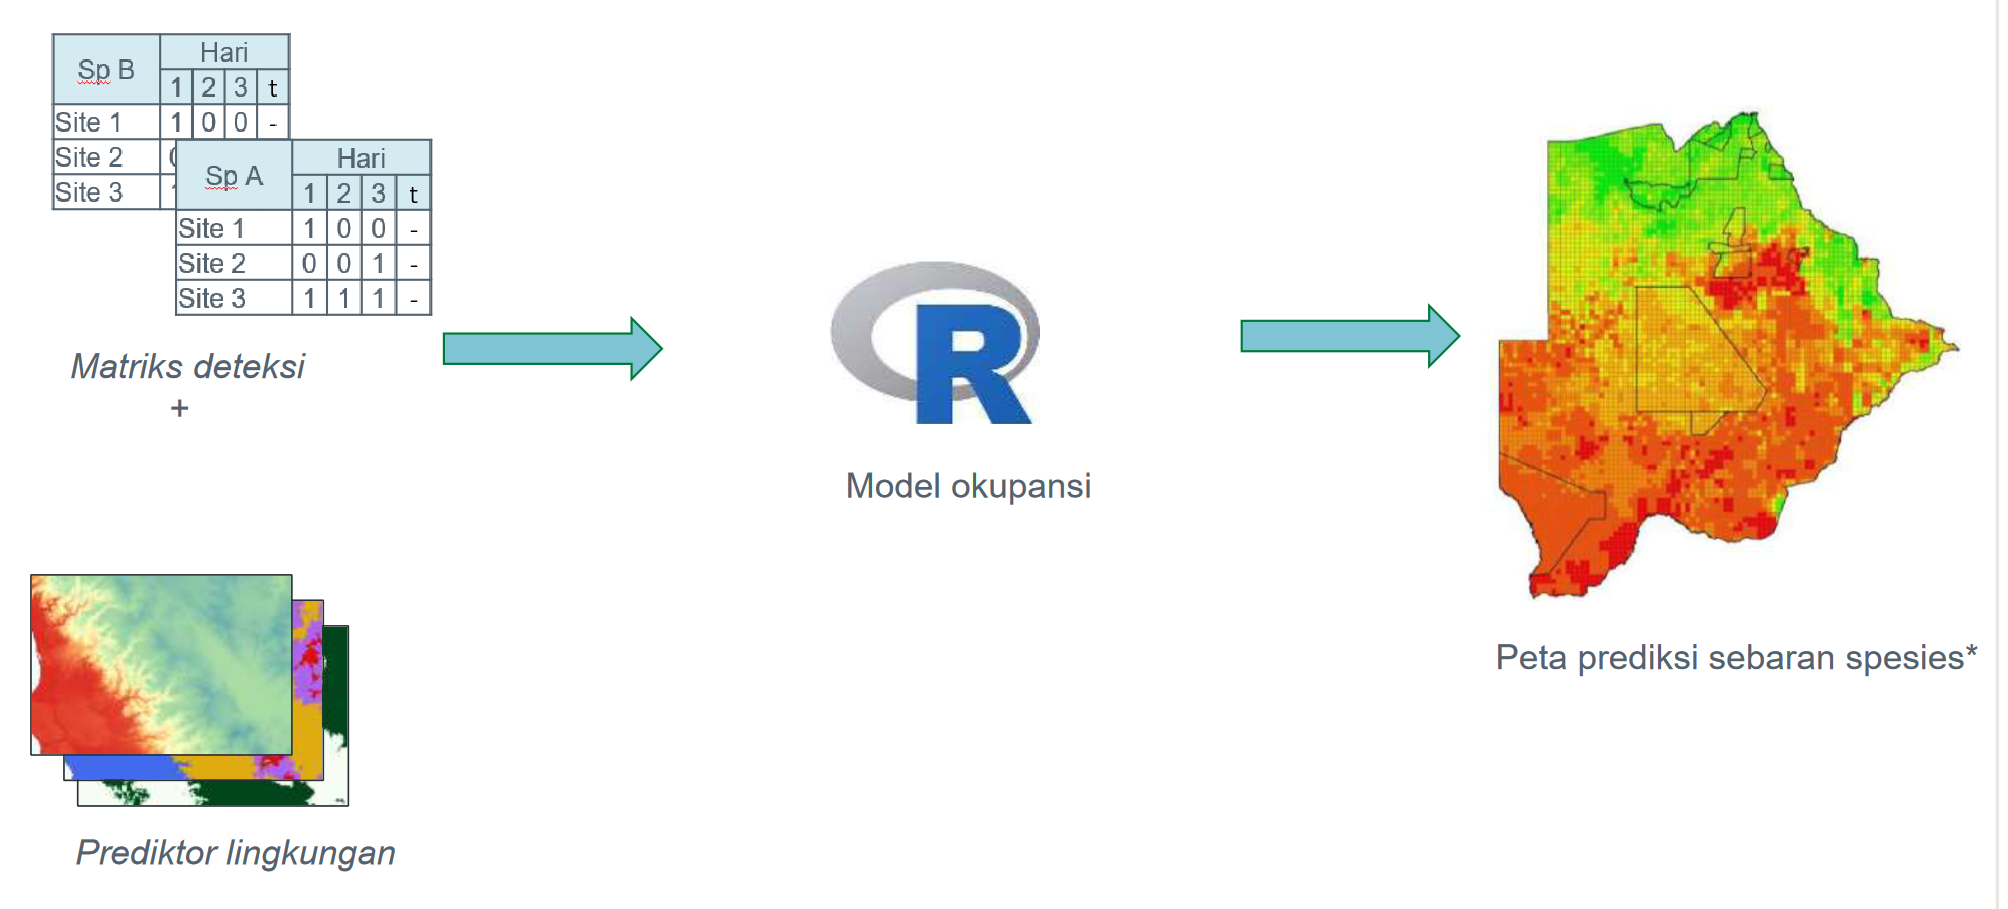 Sp B Hari
1 2 3 t
Site 1 1 0 0 -
Site 2
Site 3
Sp A Hari
1 2 3 t
Site 1 1 0 0 -
Site 2 0 0 1 -
Site 3 1 1 1 -
Matriks deteksi
+
Prediktor lingkungan
R
Model okupansi
Peta prediksi sebaran spesies*